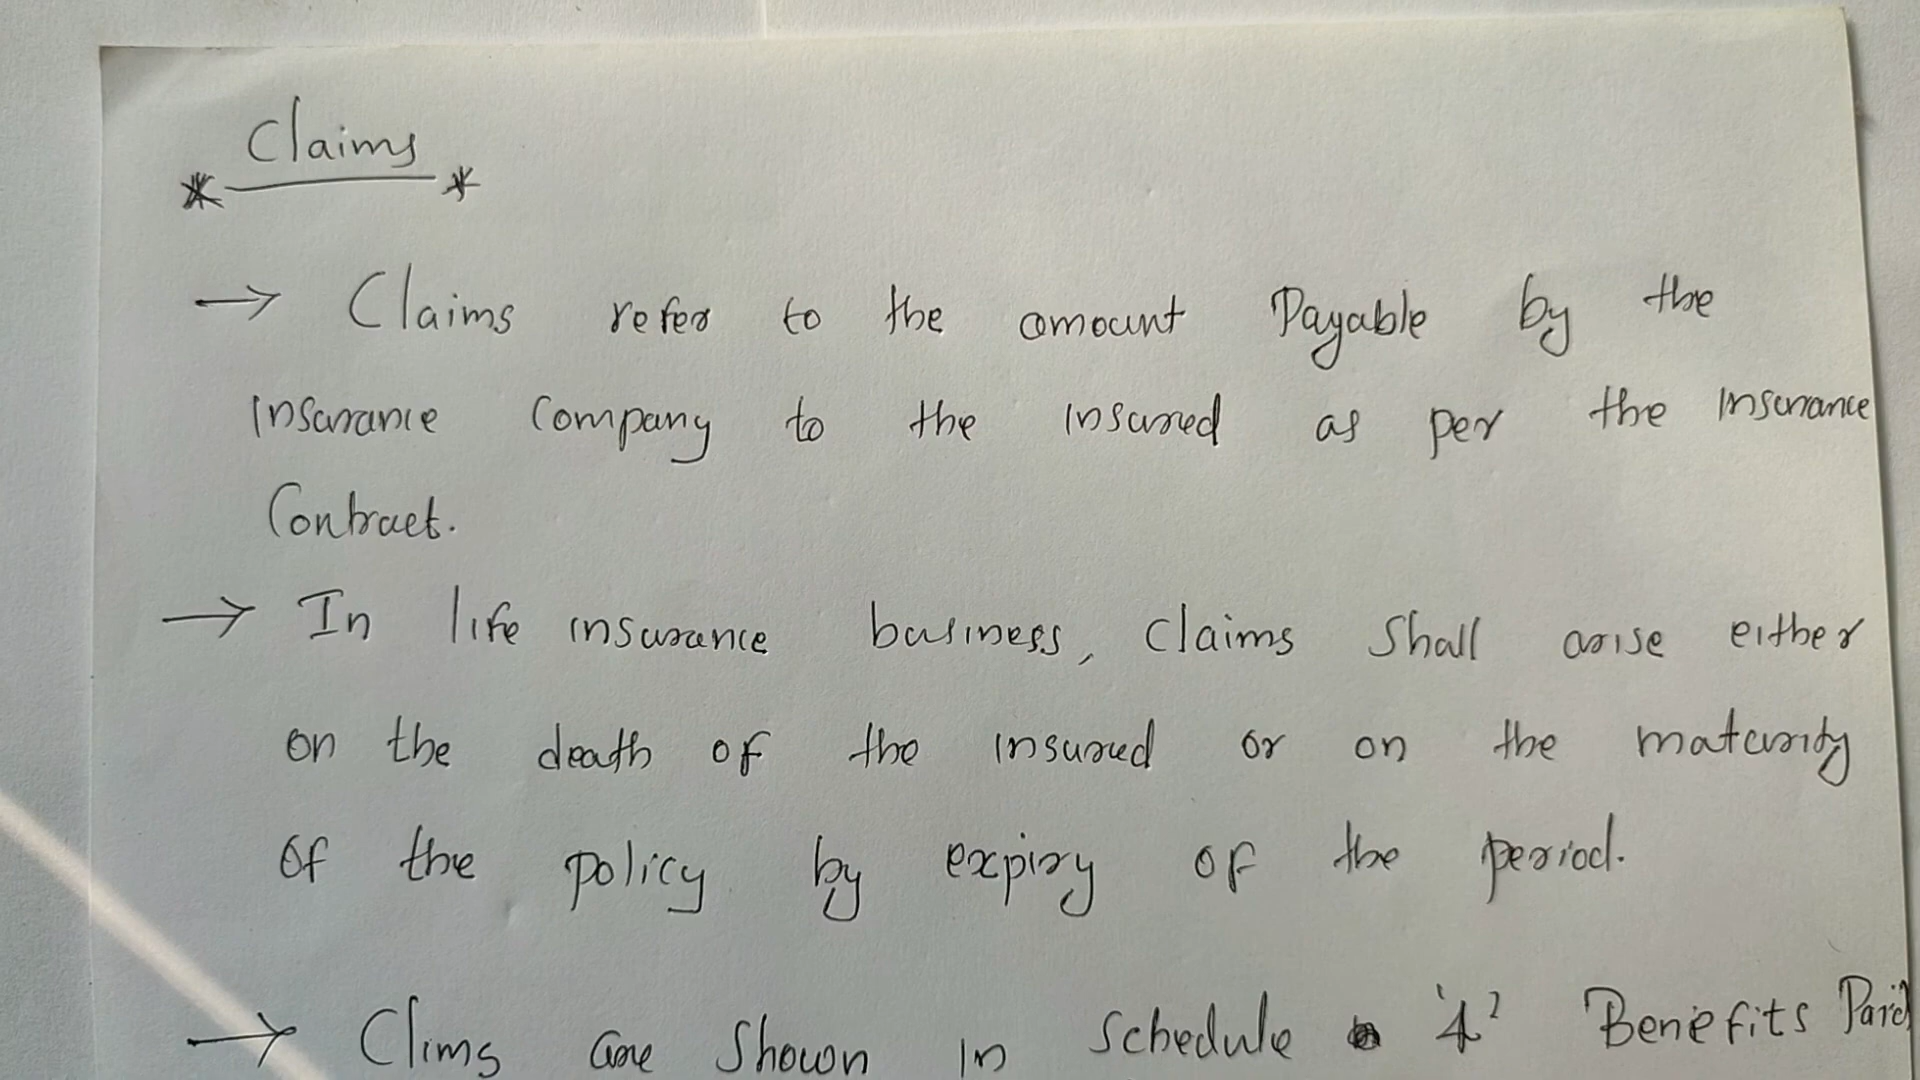 Claims
* *
→ Claims refer to the amount Payable by the
Insurance Company to the insured as per the Insurance
Contract.
→ In life insurance business, Claims Shall arise either
on the death of the insured or on the maturity
of the policy by expiry of the period.
→ Clims are Shown in Schedule '4' Benefits Paid